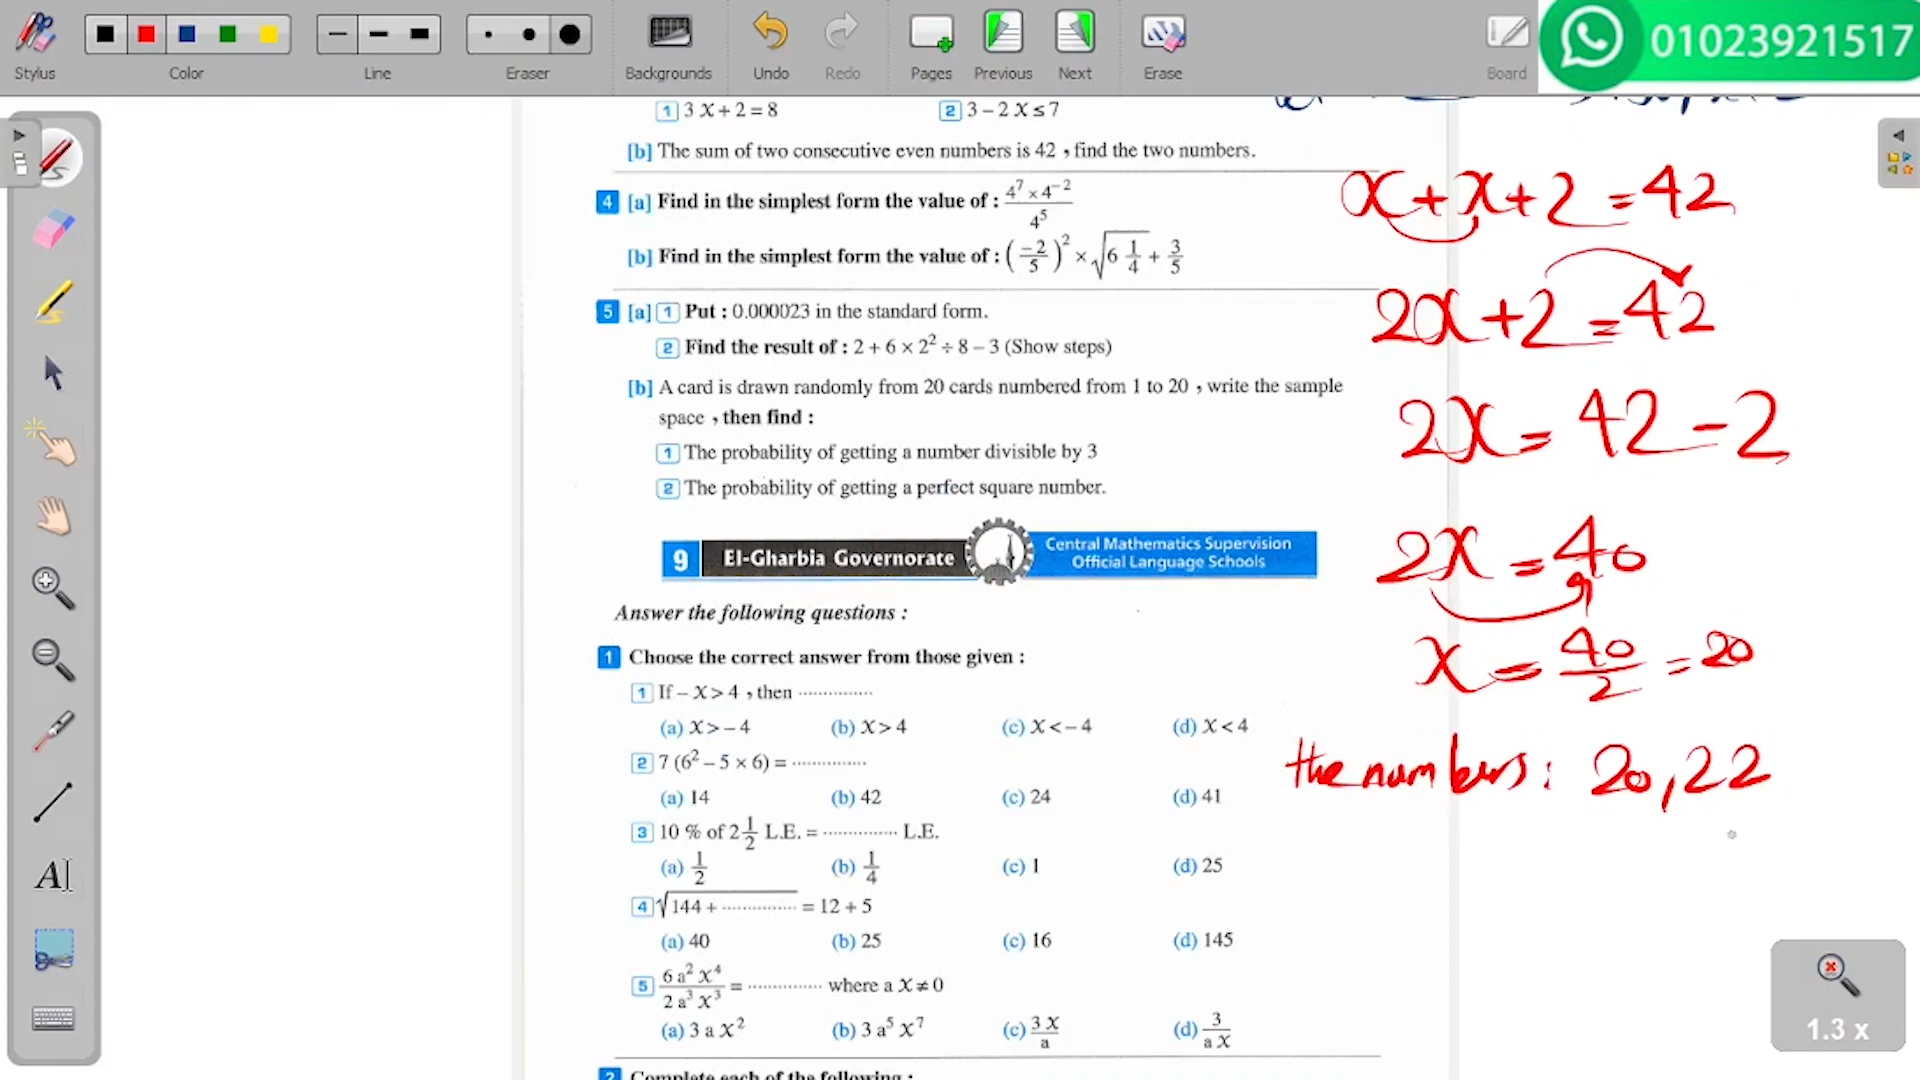 Stylus Color Line Eraser Backgrounds Undo Redo Pages Previous Next Erase Board
01023921517
1 3 X + 2 = 8 2 3 – 2 X ≤ 7
[b] The sum of two consecutive even numbers is 42 , find the two numbers.
4 [a] Find in the simplest form the value of : (4⁷ × 4⁻²)/4⁵
[b] Find in the simplest form the value of : (–2/5)² × √(6 1/4) + 3/5
5 [a] 1 Put : 0.000023 in the standard form.
2 Find the result of : 2 + 6 × 2² ÷ 8 – 3 (Show steps)
[b] A card is drawn randomly from 20 cards numbered from 1 to 20 , write the sample
space , then find :
1 The probability of getting a number divisible by 3
2 The probability of getting a perfect square number.
9 El-Gharbia Governorate
Central Mathematics Supervision
Official Language Schools
Answer the following questions :
1 Choose the correct answer from those given :
1 If – X > 4 , then ··············
(a) X > – 4 (b) X > 4 (c) X < – 4 (d) X < 4
2 7 (6² – 5 × 6) = ··············
(a) 14 (b) 42 (c) 24 (d) 41
3 10 % of 2 1/2 L.E. = ·············· L.E.
(a) 1/2 (b) 1/4 (c) 1 (d) 25
4 √(144 + ··············) = 12 + 5
(a) 40 (b) 25 (c) 16 (d) 145
5 (6 a² X⁴)/(2 a³ X³) = ·············· where a X ≠ 0
(a) 3 a X² (b) 3 a⁵ X⁷ (c) 3 X/a (d) 3/(a X)
2 Complete each of the following :
x + x + 2 = 42
2x + 2 = 42
2x = 42 – 2
2x = 40
x = 40/2 = 20
the numbers : 20 , 22
AI
1.3 x